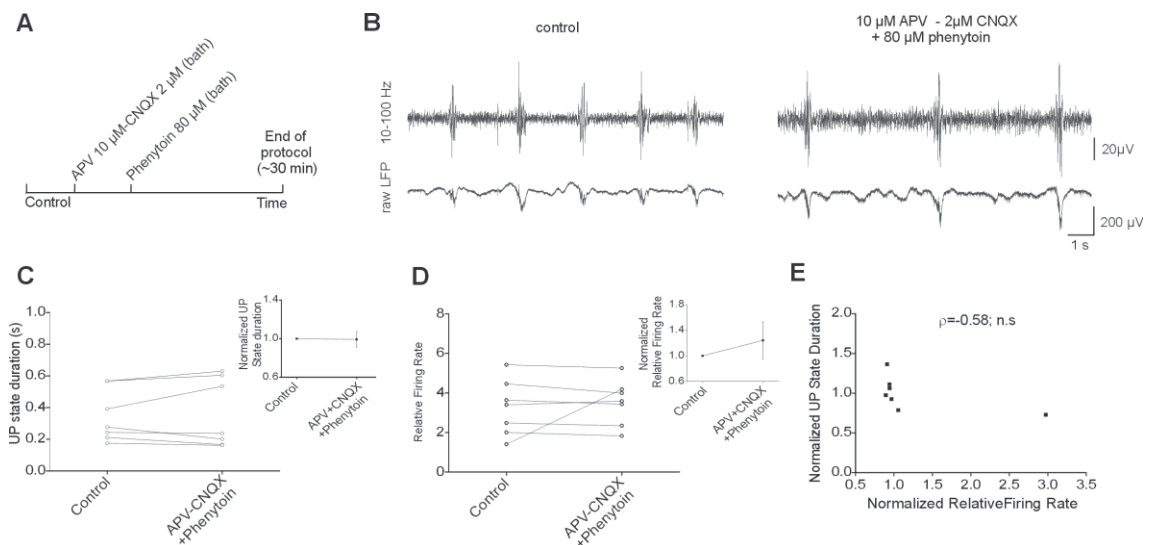 A
APV 10 µM-CNQX 2 µM (bath)
Phenytoin 80 µM (bath)
End of
protocol
(~30 min)
Control
Time
B
control
10 µM APV - 2µM CNQX
+ 80 µM phenytoin
10-100 Hz
raw LFP
20µV
200 µV
1 s
C
UP state duration (s)
1.0
0.8
0.6
0.4
0.2
0.0
Control
APV-CNQX
+Phenytoin
Normalized UP
State duration
1.4
1.0
0.6
Control
APV+CNQX
+Phenytoin
D
Relative Firing Rate
8
6
4
2
0
Control
APV-CNQX
+Phenytoin
Normalized
Relative Firing Rate
1.8
1.4
1.0
0.6
Control
APV+CNQX
+Phenytoin
E
Normalized UP State Duration
2.0
1.5
1.0
0.5
0.0
ρ=-0.58; n.s
0.5 1.0 1.5 2.0 2.5 3.0 3.5
Normalized RelativeFiring Rate